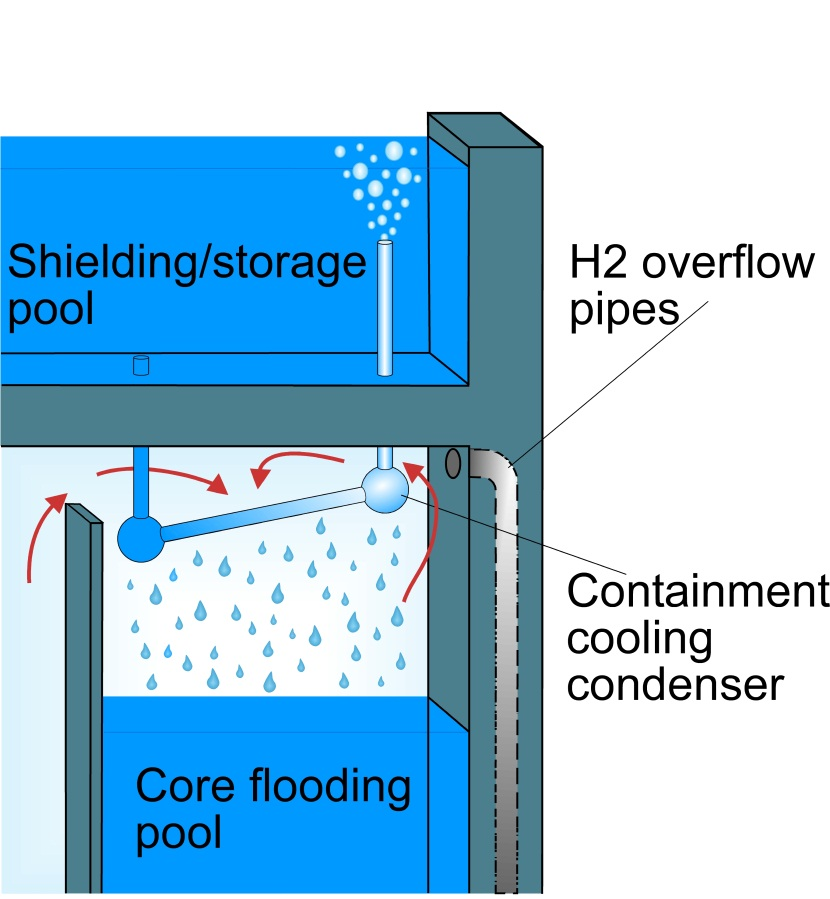 Shielding/storage
pool
H2 overflow
pipes
Containment
cooling
condenser
Core flooding
pool